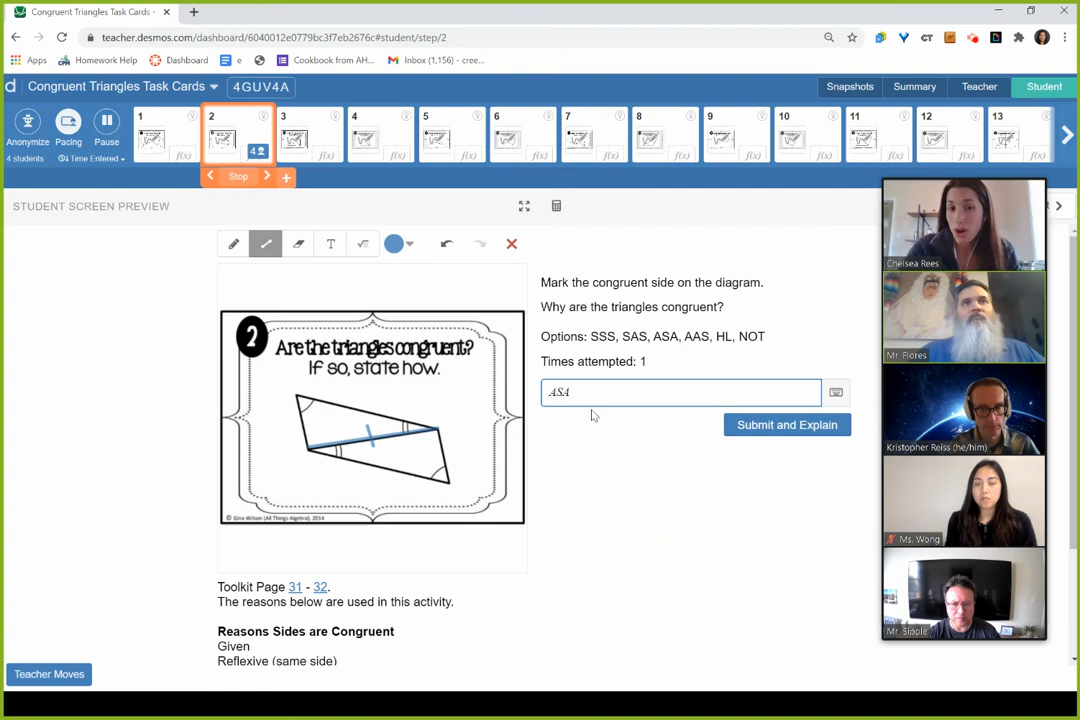 Congruent Triangles Task Cards
teacher.desmos.com/dashboard/6040012e0779bc3f7eb2676c#student/step/2
Apps
Homework Help
Dashboard
e
Cookbook from AH...
Inbox (1,156) - cree...
d
Congruent Triangles Task Cards
4GUV4A
Snapshots
Summary
Teacher
Student
Anonymize
Pacing
Pause
4 students
Time Entered
1
2
3
4
5
6
7
8
9
10
11
12
13
4
f(x)
f(x)
f(x)
f(x)
f(x)
f(x)
f(x)
f(x)
f(x)
f(x)
f(x)
f(x)
Stop
STUDENT SCREEN PREVIEW
T
Mark the congruent side on the diagram.
Why are the triangles congruent?
Options: SSS, SAS, ASA, AAS, HL, NOT
Times attempted: 1
ASA
Submit and Explain
2
Are the triangles congruent?
If so, state how.
© Gina Wilson (All Things Algebra), 2014
Toolkit Page 31 - 32.
The reasons below are used in this activity.
Reasons Sides are Congruent
Given
Reflexive (same side)
Teacher Moves
Chelsea Rees
Mr. Flores
Kristopher Reiss (he/him)
Ms. Wong
Mr. Sipple